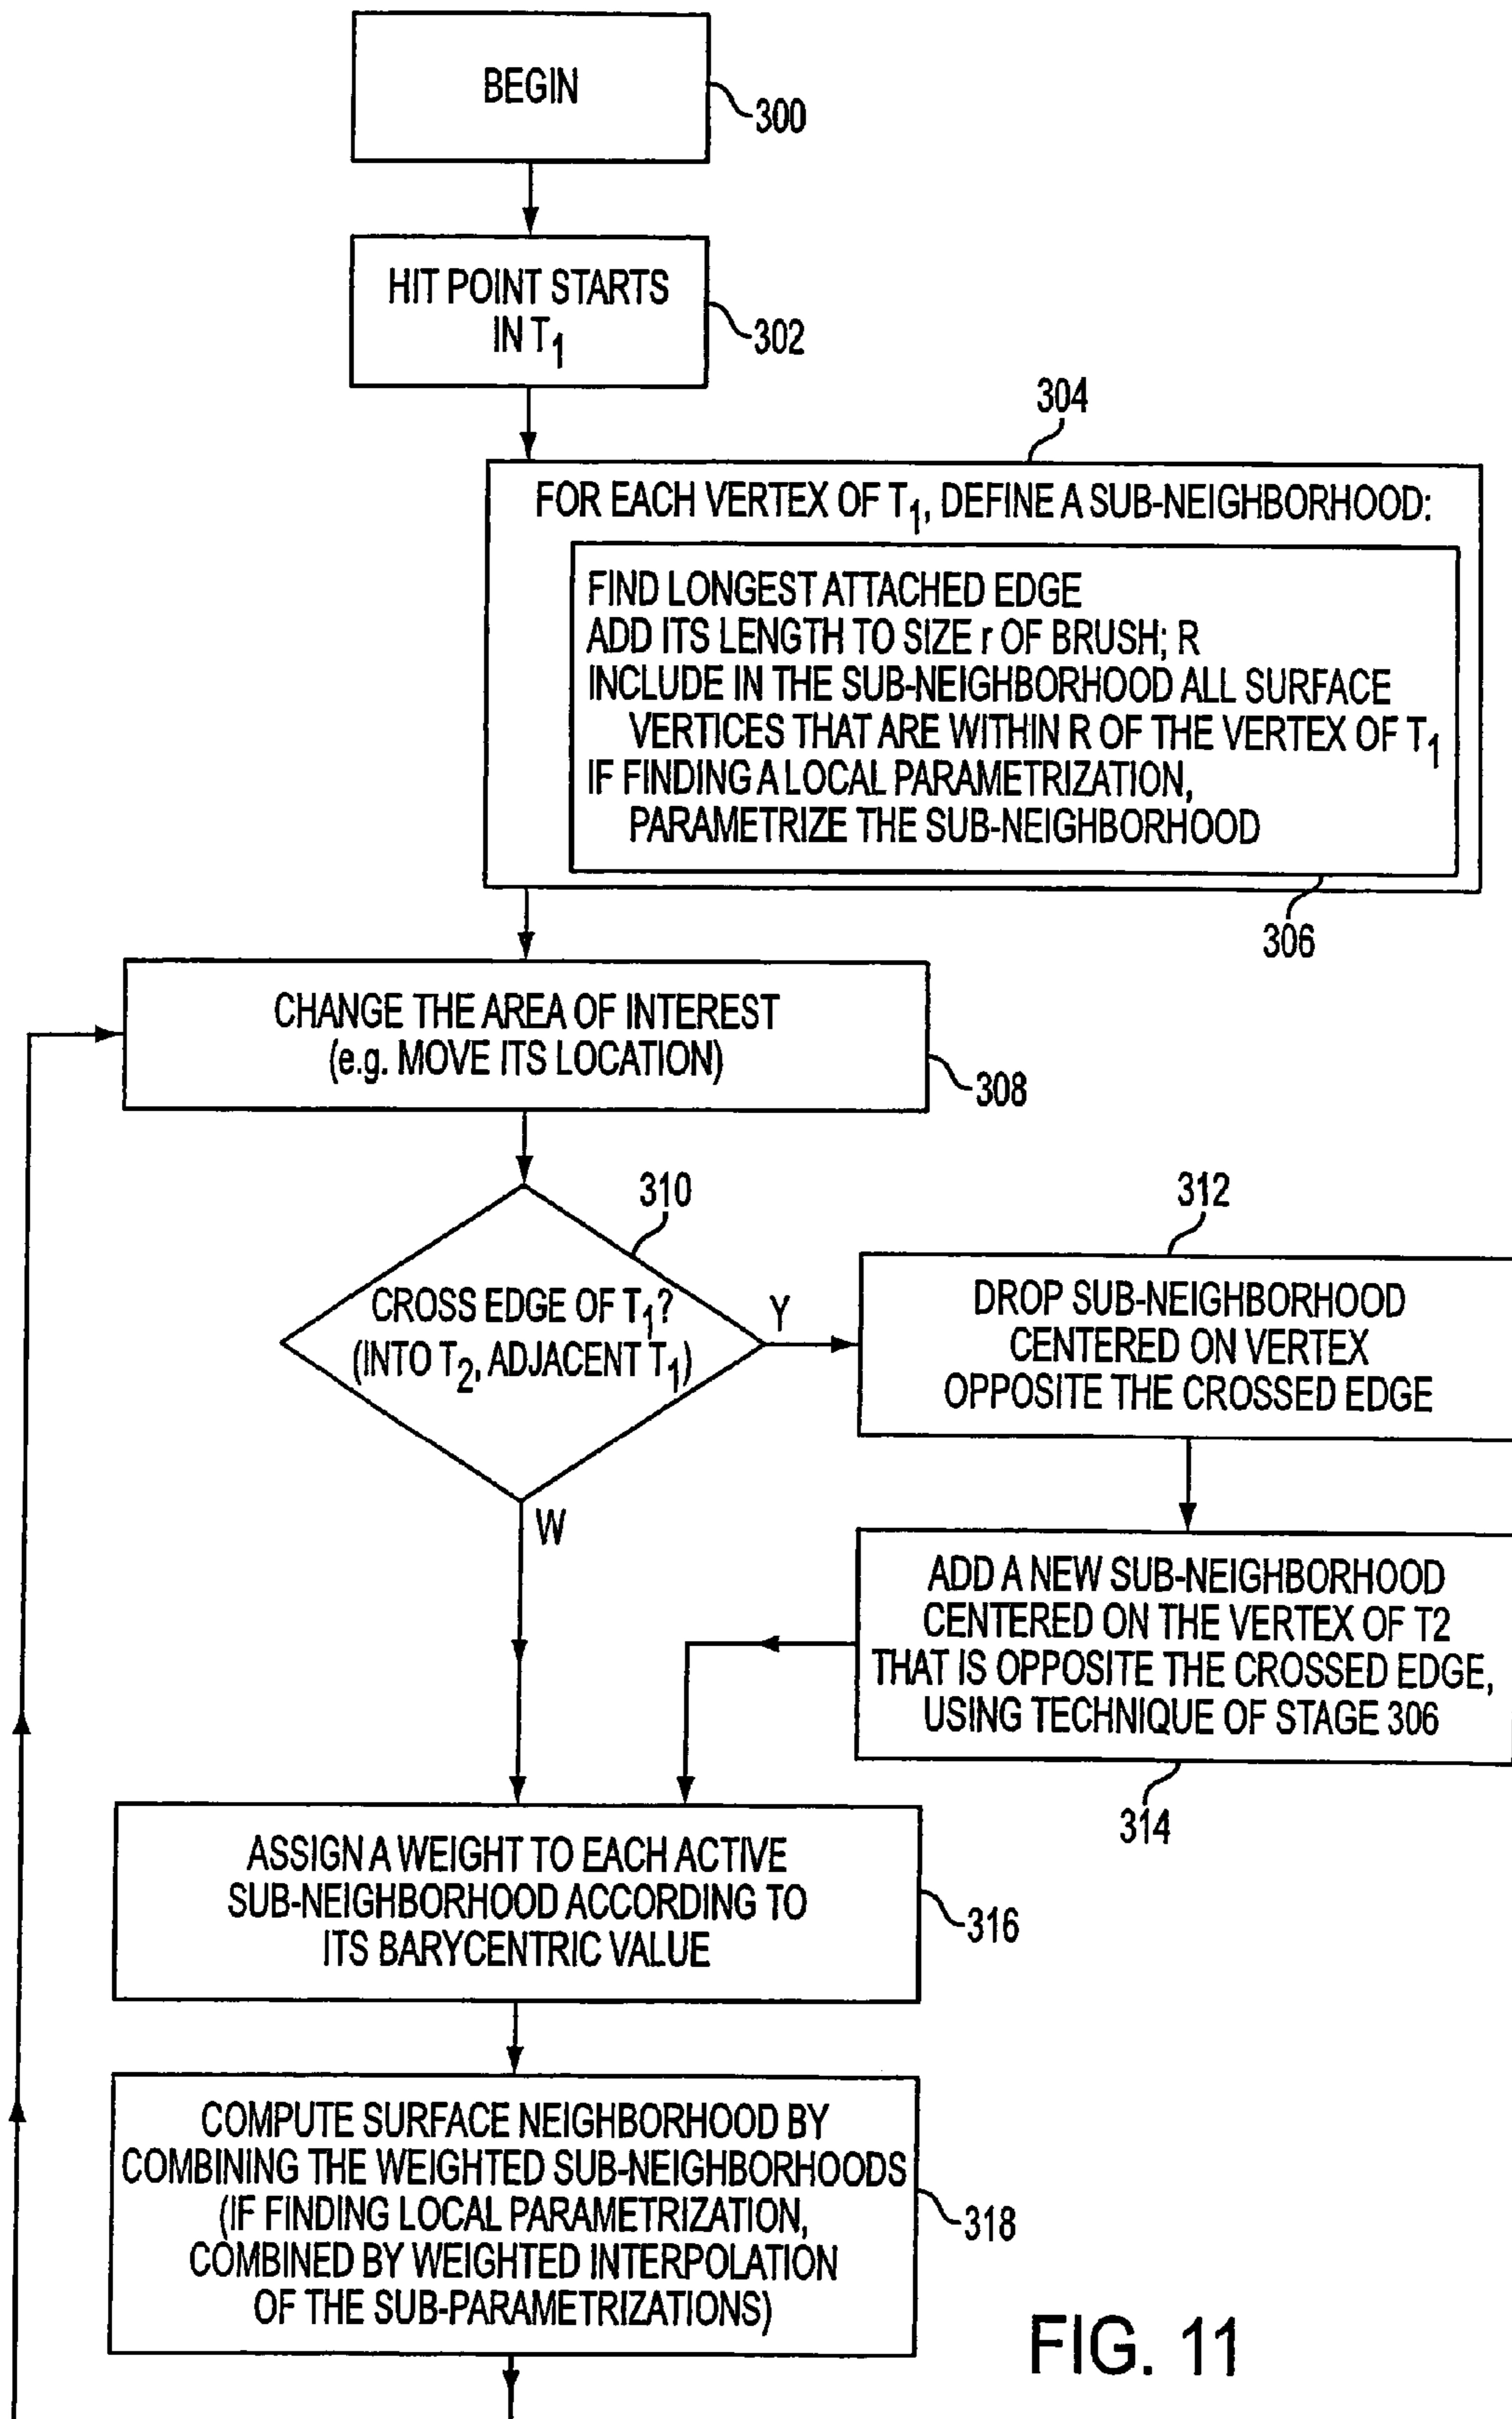 BEGIN
300
HIT POINT STARTS
IN T1
302
304
FOR EACH VERTEX OF T1, DEFINE A SUB-NEIGHBORHOOD:
FIND LONGEST ATTACHED EDGE
ADD ITS LENGTH TO SIZE r OF BRUSH; R
INCLUDE IN THE SUB-NEIGHBORHOOD ALL SURFACE
VERTICES THAT ARE WITHIN R OF THE VERTEX OF T1
IF FINDING A LOCAL PARAMETRIZATION,
PARAMETRIZE THE SUB-NEIGHBORHOOD
306
CHANGE THE AREA OF INTEREST
(e.g. MOVE ITS LOCATION)
308
310
CROSS EDGE OF T1?
(INTO T2, ADJACENT T1)
Y
W
312
DROP SUB-NEIGHBORHOOD
CENTERED ON VERTEX
OPPOSITE THE CROSSED EDGE
ADD A NEW SUB-NEIGHBORHOOD
CENTERED ON THE VERTEX OF T2
THAT IS OPPOSITE THE CROSSED EDGE,
USING TECHNIQUE OF STAGE 306
314
ASSIGN A WEIGHT TO EACH ACTIVE
SUB-NEIGHBORHOOD ACCORDING TO
ITS BARYCENTRIC VALUE
316
COMPUTE SURFACE NEIGHBORHOOD BY
COMBINING THE WEIGHTED SUB-NEIGHBORHOODS
(IF FINDING LOCAL PARAMETRIZATION,
COMBINED BY WEIGHTED INTERPOLATION
OF THE SUB-PARAMETRIZATIONS)
318
FIG. 11